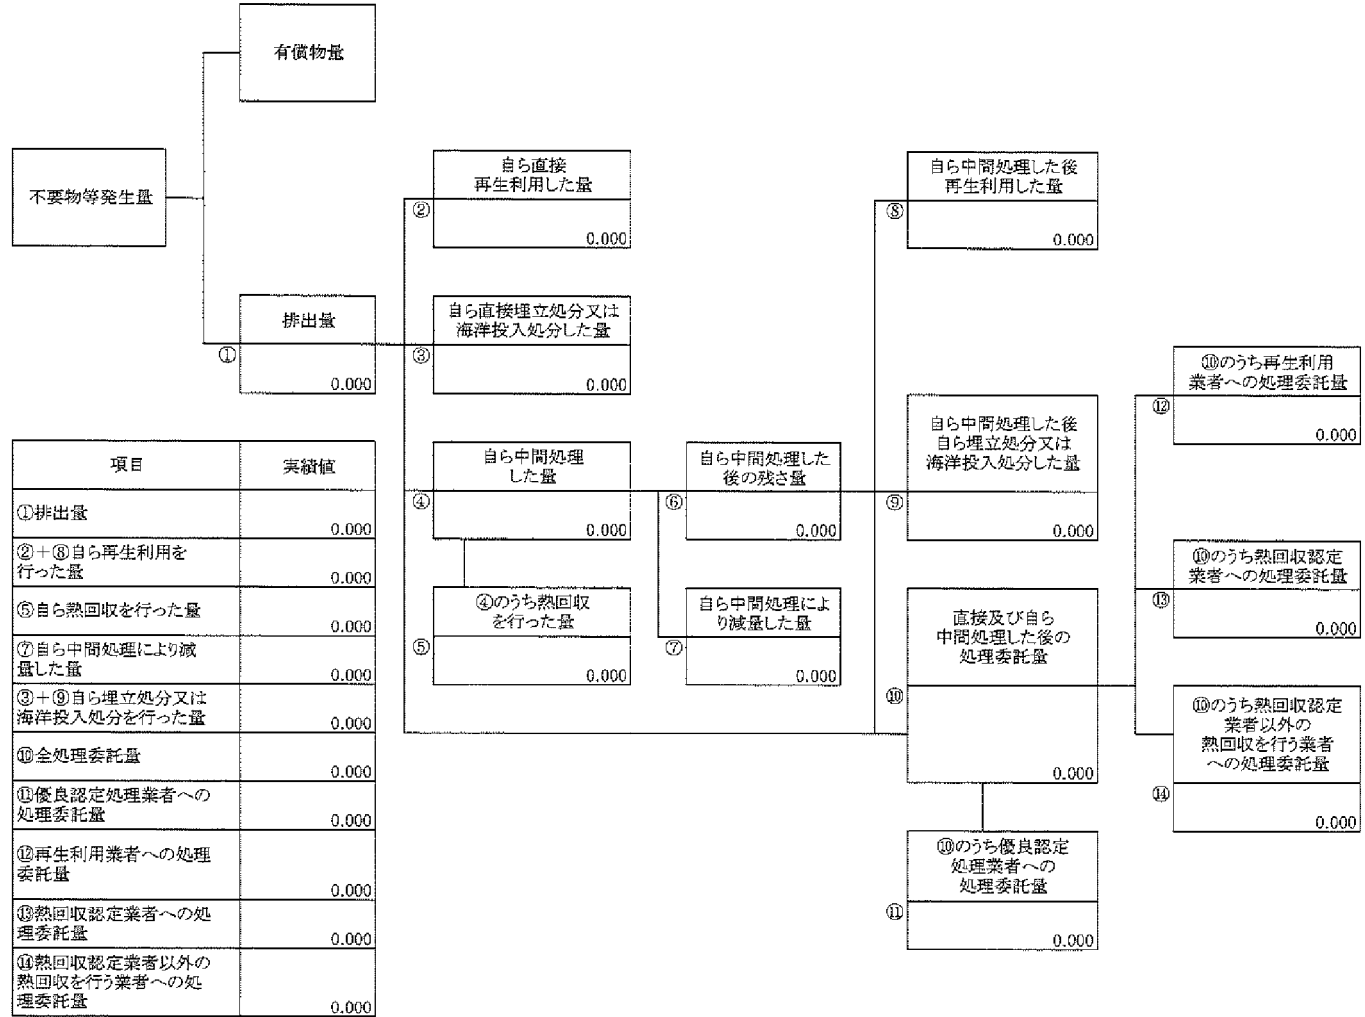 有償物量
不要物等発生量
排出量
①
0.000
自ら直接
再生利用した量
②
0.000
自ら直接埋立処分又は
海洋投入処分した量
③
0.000
自ら中間処理
した量
④
0.000
④のうち熱回収
を行った量
⑤
0.000
自ら中間処理した
後の残さ量
⑥
0.000
自ら中間処理によ
り減量した量
⑦
0.000
自ら中間処理した後
再生利用した量
⑧
0.000
自ら中間処理した後
自ら埋立処分又は
海洋投入処分した量
⑨
0.000
直接及び自ら
中間処理した後の
処理委託量
⑩
0.000
⑩のうち優良認定
処理業者への
処理委託量
⑪
0.000
⑩のうち再生利用
業者への処理委託量
⑫
0.000
⑩のうち熱回収認定
業者への処理委託量
⑬
0.000
⑩のうち熱回収認定
業者以外の
熱回収を行う業者
への処理委託量
⑭
0.000
項目 実績値
①排出量
0.000
②＋⑧自ら再生利用を
行った量
0.000
⑤自ら熱回収を行った量
0.000
⑦自ら中間処理により減
量した量
0.000
③＋⑨自ら埋立処分又は
海洋投入処分を行った量
0.000
⑩全処理委託量
0.000
⑪優良認定処理業者への
処理委託量
0.000
⑫再生利用業者への処理
委託量
0.000
⑬熱回収認定業者への処
理委託量
0.000
⑭熱回収認定業者以外の
熱回収を行う業者への処
理委託量
0.000